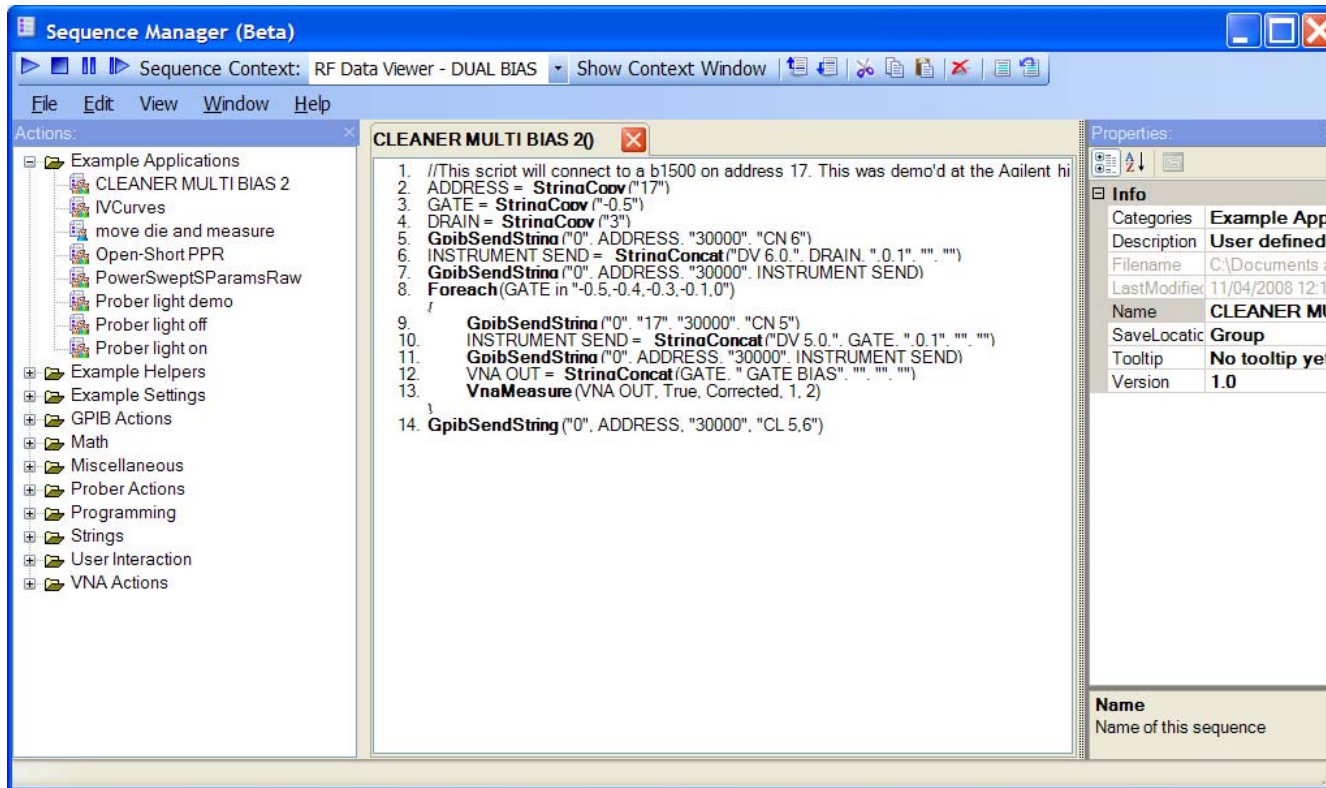 Sequence Manager (Beta)
Sequence Context: RF Data Viewer - DUAL BIAS Show Context Window
File Edit View Window Help
Actions:
Example Applications
CLEANER MULTI BIAS 2
IVCurves
move die and measure
Open-Short PPR
PowerSweptSParamsRaw
Prober light demo
Prober light off
Prober light on
Example Helpers
Example Settings
GPIB Actions
Math
Miscellaneous
Prober Actions
Programming
Strings
User Interaction
VNA Actions
CLEANER MULTI BIAS 2()
1. //This script will connect to a b1500 on address 17. This was demo'd at the Agilent hi
2. ADDRESS = StringCopy("17")
3. GATE = StringCopy("-0.5")
4. DRAIN = StringCopy("3")
5. GpibSendString("0", ADDRESS, "30000", "CN 6")
6. INSTRUMENT SEND = StringConcat("DV 6,0,", DRAIN, ",0.1", "", "")
7. GpibSendString("0", ADDRESS, "30000", INSTRUMENT SEND)
8. Foreach(GATE in "-0.5,-0.4,-0.3,-0.1,0")
{
9. GpibSendString("0", "17", "30000", "CN 5")
10. INSTRUMENT SEND = StringConcat("DV 5,0,", GATE, ",0.1", "", "")
11. GpibSendString("0", ADDRESS, "30000", INSTRUMENT SEND)
12. VNA OUT = StringConcat(GATE, " GATE BIAS", "", "", "")
13. VnaMeasure(VNA OUT, True, Corrected, 1, 2)
}
14. GpibSendString("0", ADDRESS, "30000", "CL 5,6")
Properties:
Info
Categories Example App
Description User defined
Filename C:\Documents a
LastModified 11/04/2008 12:1
Name CLEANER MU
SaveLocatic Group
Tooltip No tooltip yet
Version 1.0
Name
Name of this sequence